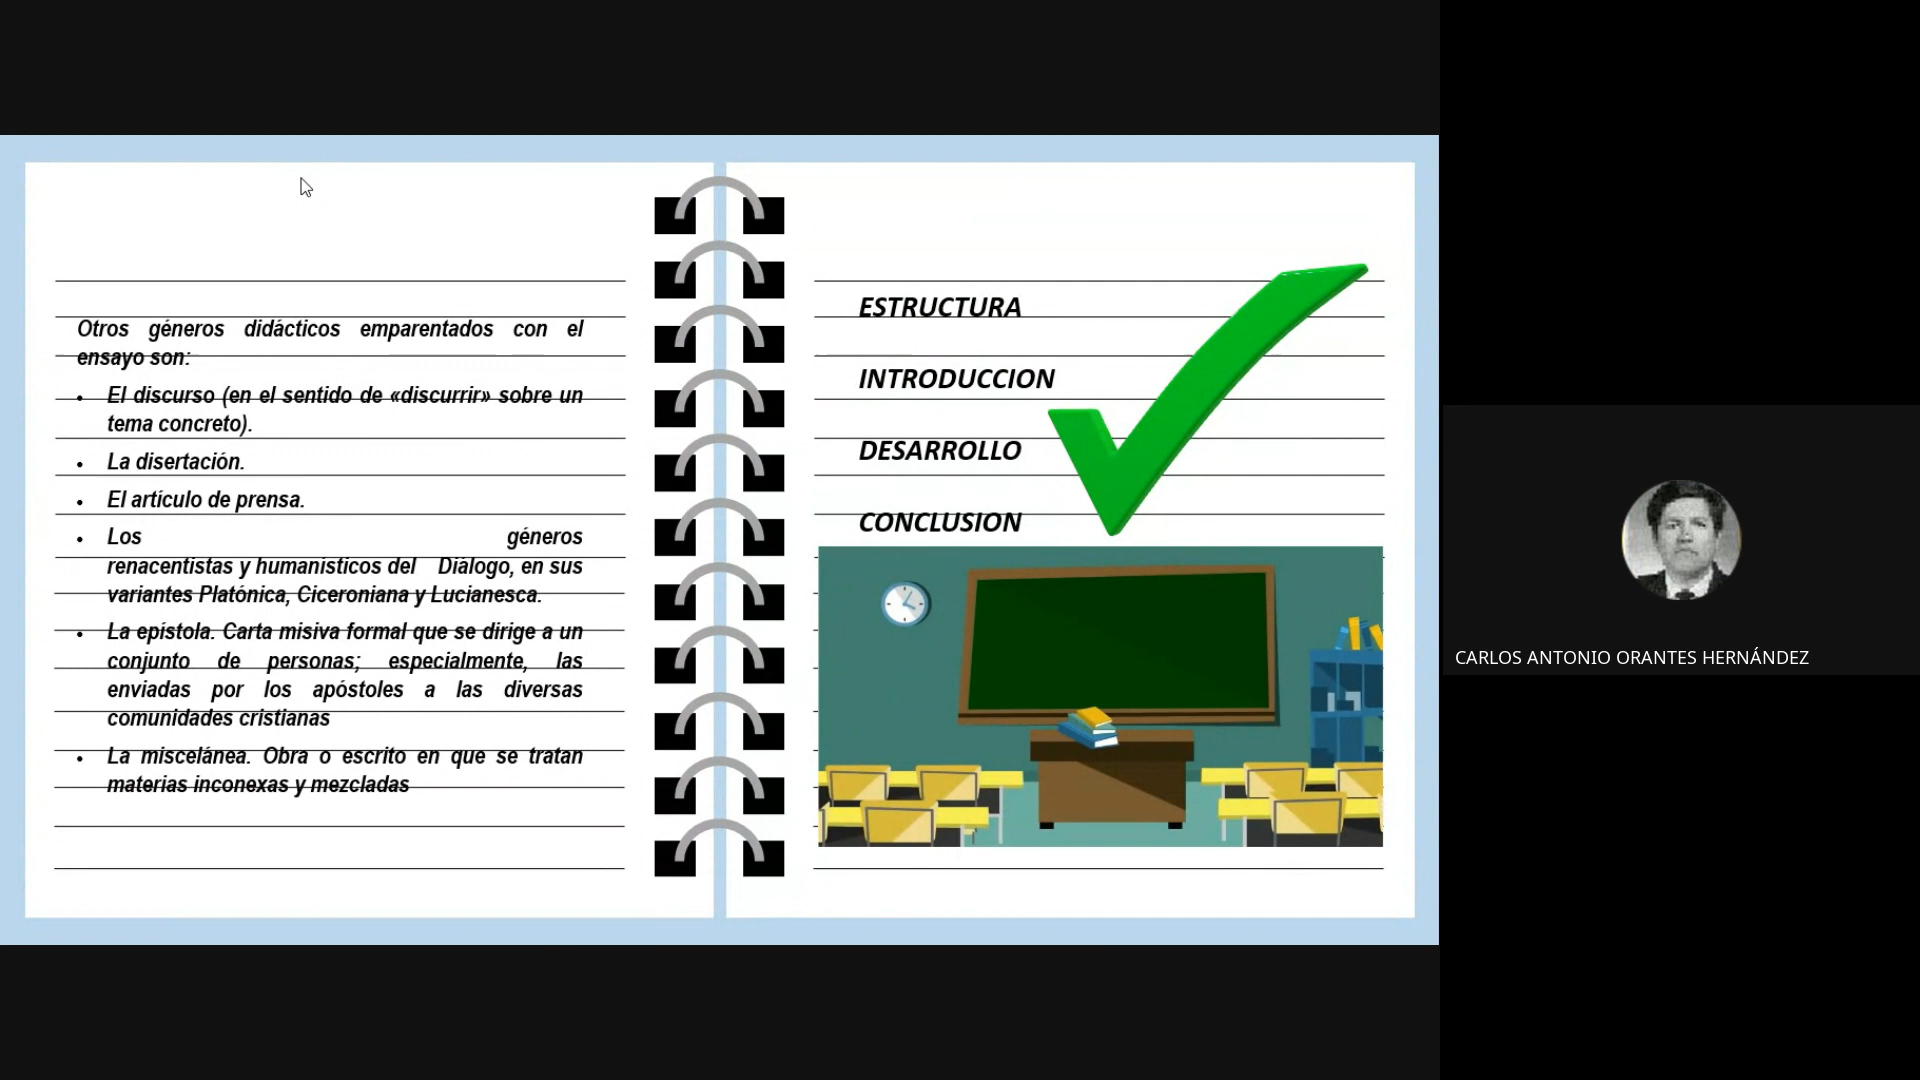 Otros géneros didácticos emparentados con el
ensayo son:
• El discurso (en el sentido de «discurrir» sobre un
tema concreto).
• La disertación.
• El artículo de prensa.
• Los géneros
renacentistas y humanísticos del Diálogo, en sus
variantes Platónica, Ciceroniana y Lucianesca.
• La epístola. Carta misiva formal que se dirige a un
conjunto de personas; especialmente, las
enviadas por los apóstoles a las diversas
comunidades cristianas
• La miscelánea. Obra o escrito en que se tratan
materias inconexas y mezcladas
ESTRUCTURA
INTRODUCCION
DESARROLLO
CONCLUSION
CARLOS ANTONIO ORANTES HERNÁNDEZ